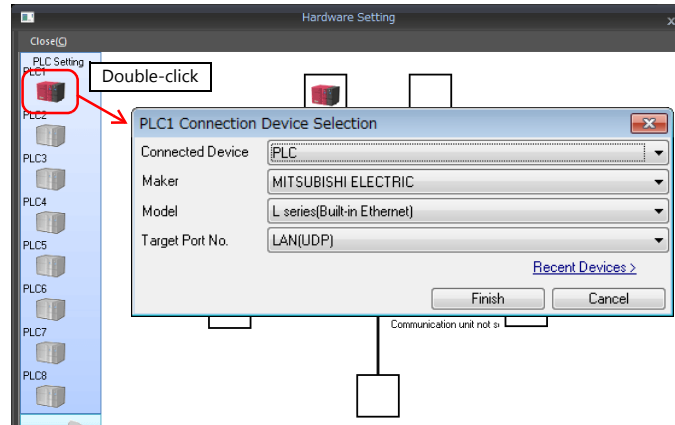 Hardware Setting
x
Close(C)
PLC Setting
PLC1
Double-click
PLC2
PLC3
PLC4
PLC5
PLC6
PLC7
PLC8
PLC1 Connection Device Selection
Connected Device PLC
Maker MITSUBISHI ELECTRIC
Model L series(Built-in Ethernet)
Target Port No. LAN(UDP)
Recent Devices >
Finish Cancel
Communication unit not s